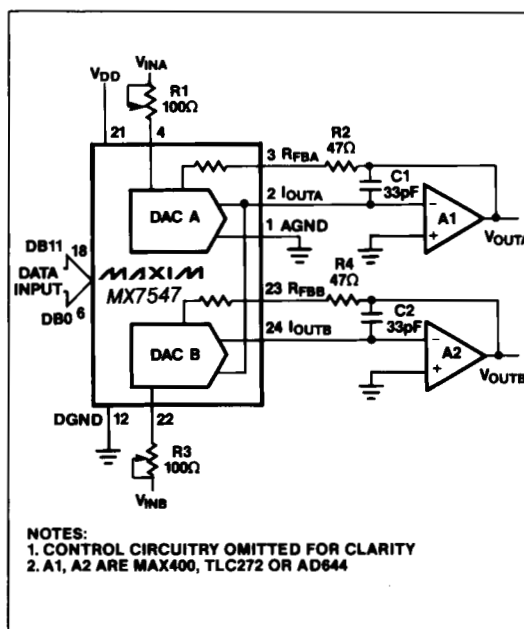 VINA
VDD
R1
100Ω
21
4
3 RFBA
R2
47Ω
C1
33pF
DAC A
2 IOUTA
1 AGND
−
+
A1
VOUTA
DB11
18
DATA
INPUT
DB0
6
MAXIM
MX7547
23 RFBB
R4
47Ω
C2
33pF
DAC B
24 IOUTB
−
+
A2
VOUTB
DGND
12
22
R3
100Ω
VINB
NOTES:
1. CONTROL CIRCUITRY OMITTED FOR CLARITY
2. A1, A2 ARE MAX400, TLC272 OR AD644